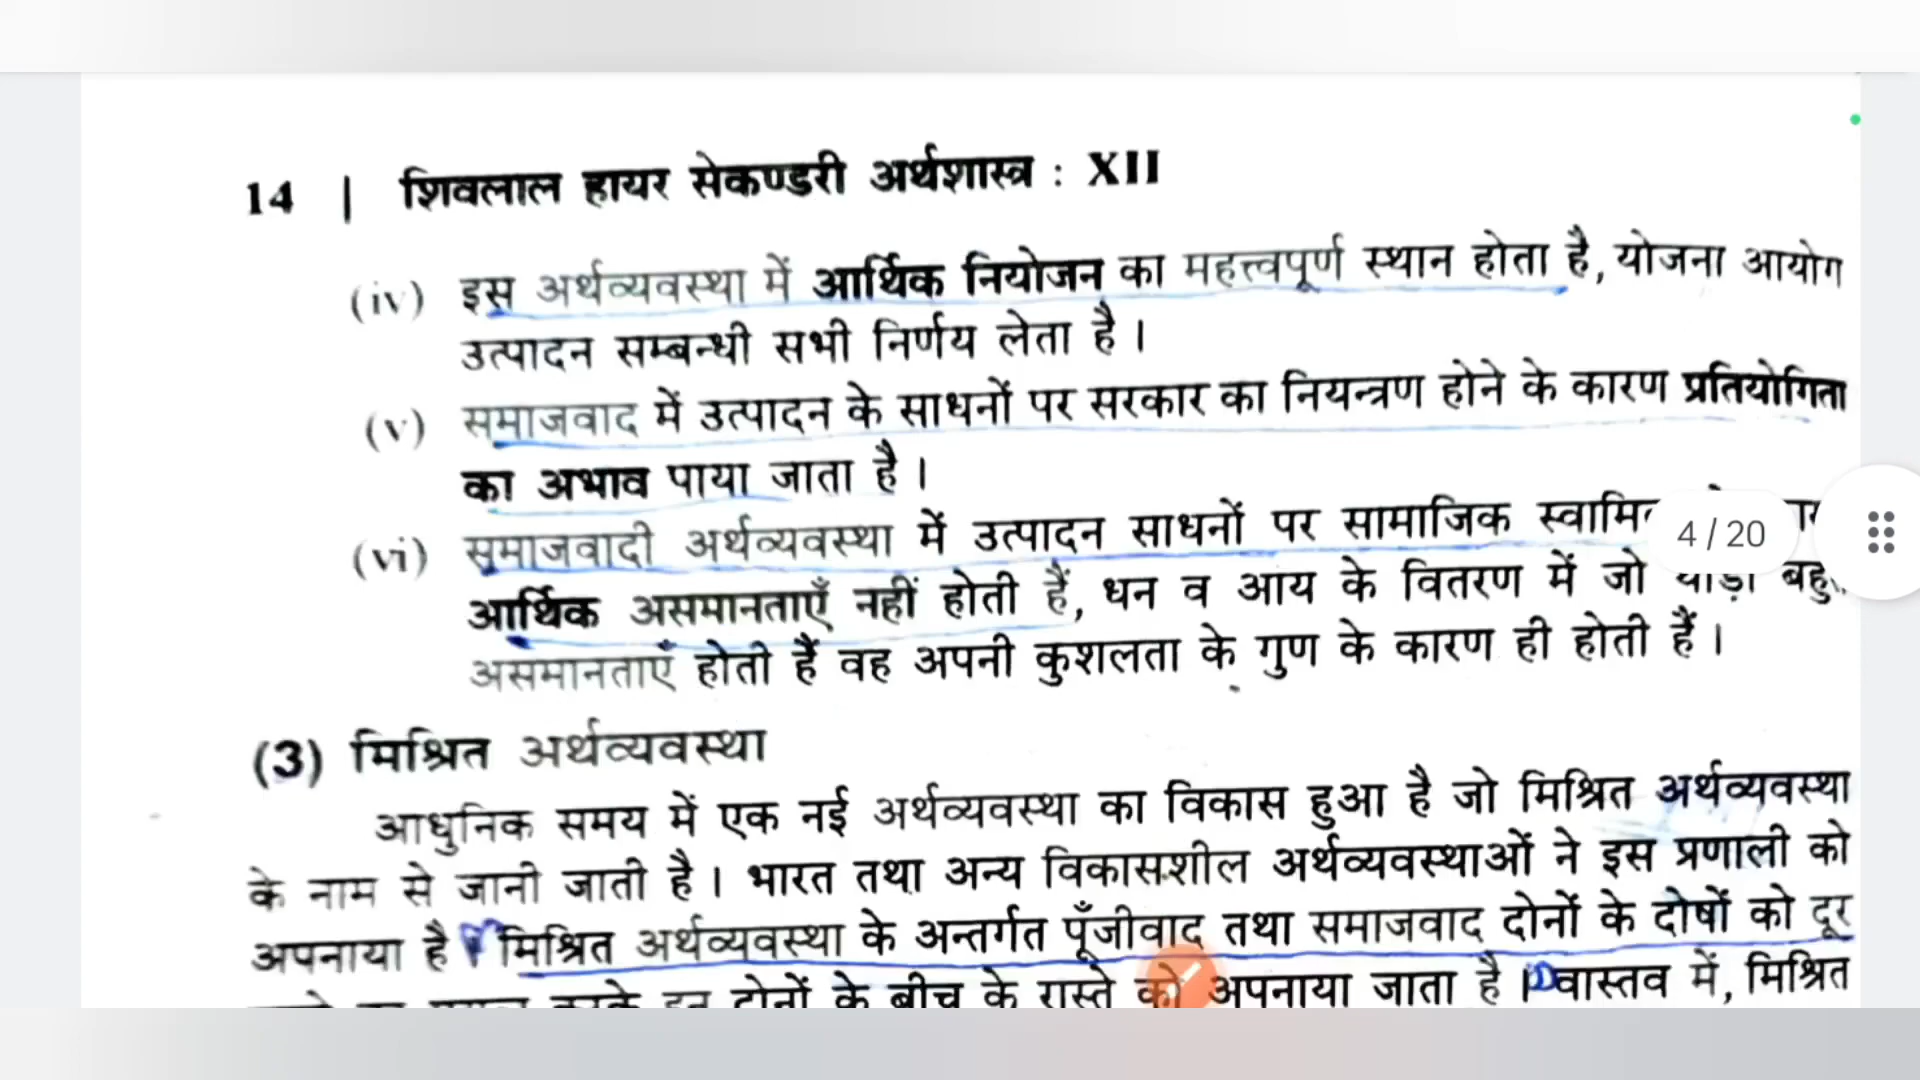 14 | शिवलाल हायर सेकण्डरी अर्थशास्त्र : XII
(iv) इस अर्थव्यवस्था में आर्थिक नियोजन का महत्त्वपूर्ण स्थान होता है, योजना आयोग
उत्पादन सम्बन्धी सभी निर्णय लेता है।
(v) समाजवाद में उत्पादन के साधनों पर सरकार का नियन्त्रण होने के कारण प्रतियोगिता
का अभाव पाया जाता है।
(vi) समाजवादी अर्थव्यवस्था में उत्पादन साधनों पर सामाजिक
4 / 20
आर्थिक असमानताएँ नहीं होती हैं, धन व आय के वितरण में जो
असमानताएँ होती हैं वह अपनी कुशलता के गुण के कारण ही होती हैं।
(3) मिश्रित अर्थव्यवस्था
आधुनिक समय में एक नई अर्थव्यवस्था का विकास हुआ है जो मिश्रित अर्थव्यवस्था
के नाम से जानी जाती है। भारत तथा अन्य विकासशील अर्थव्यवस्थाओं ने इस प्रणाली को
अपनाया है। मिश्रित अर्थव्यवस्था के अन्तर्गत पूँजीवाद तथा समाजवाद दोनों के दोषों को दूर
दोनों के बीच के रास्ते को अपनाया जाता है। वास्तव में, मिश्रित